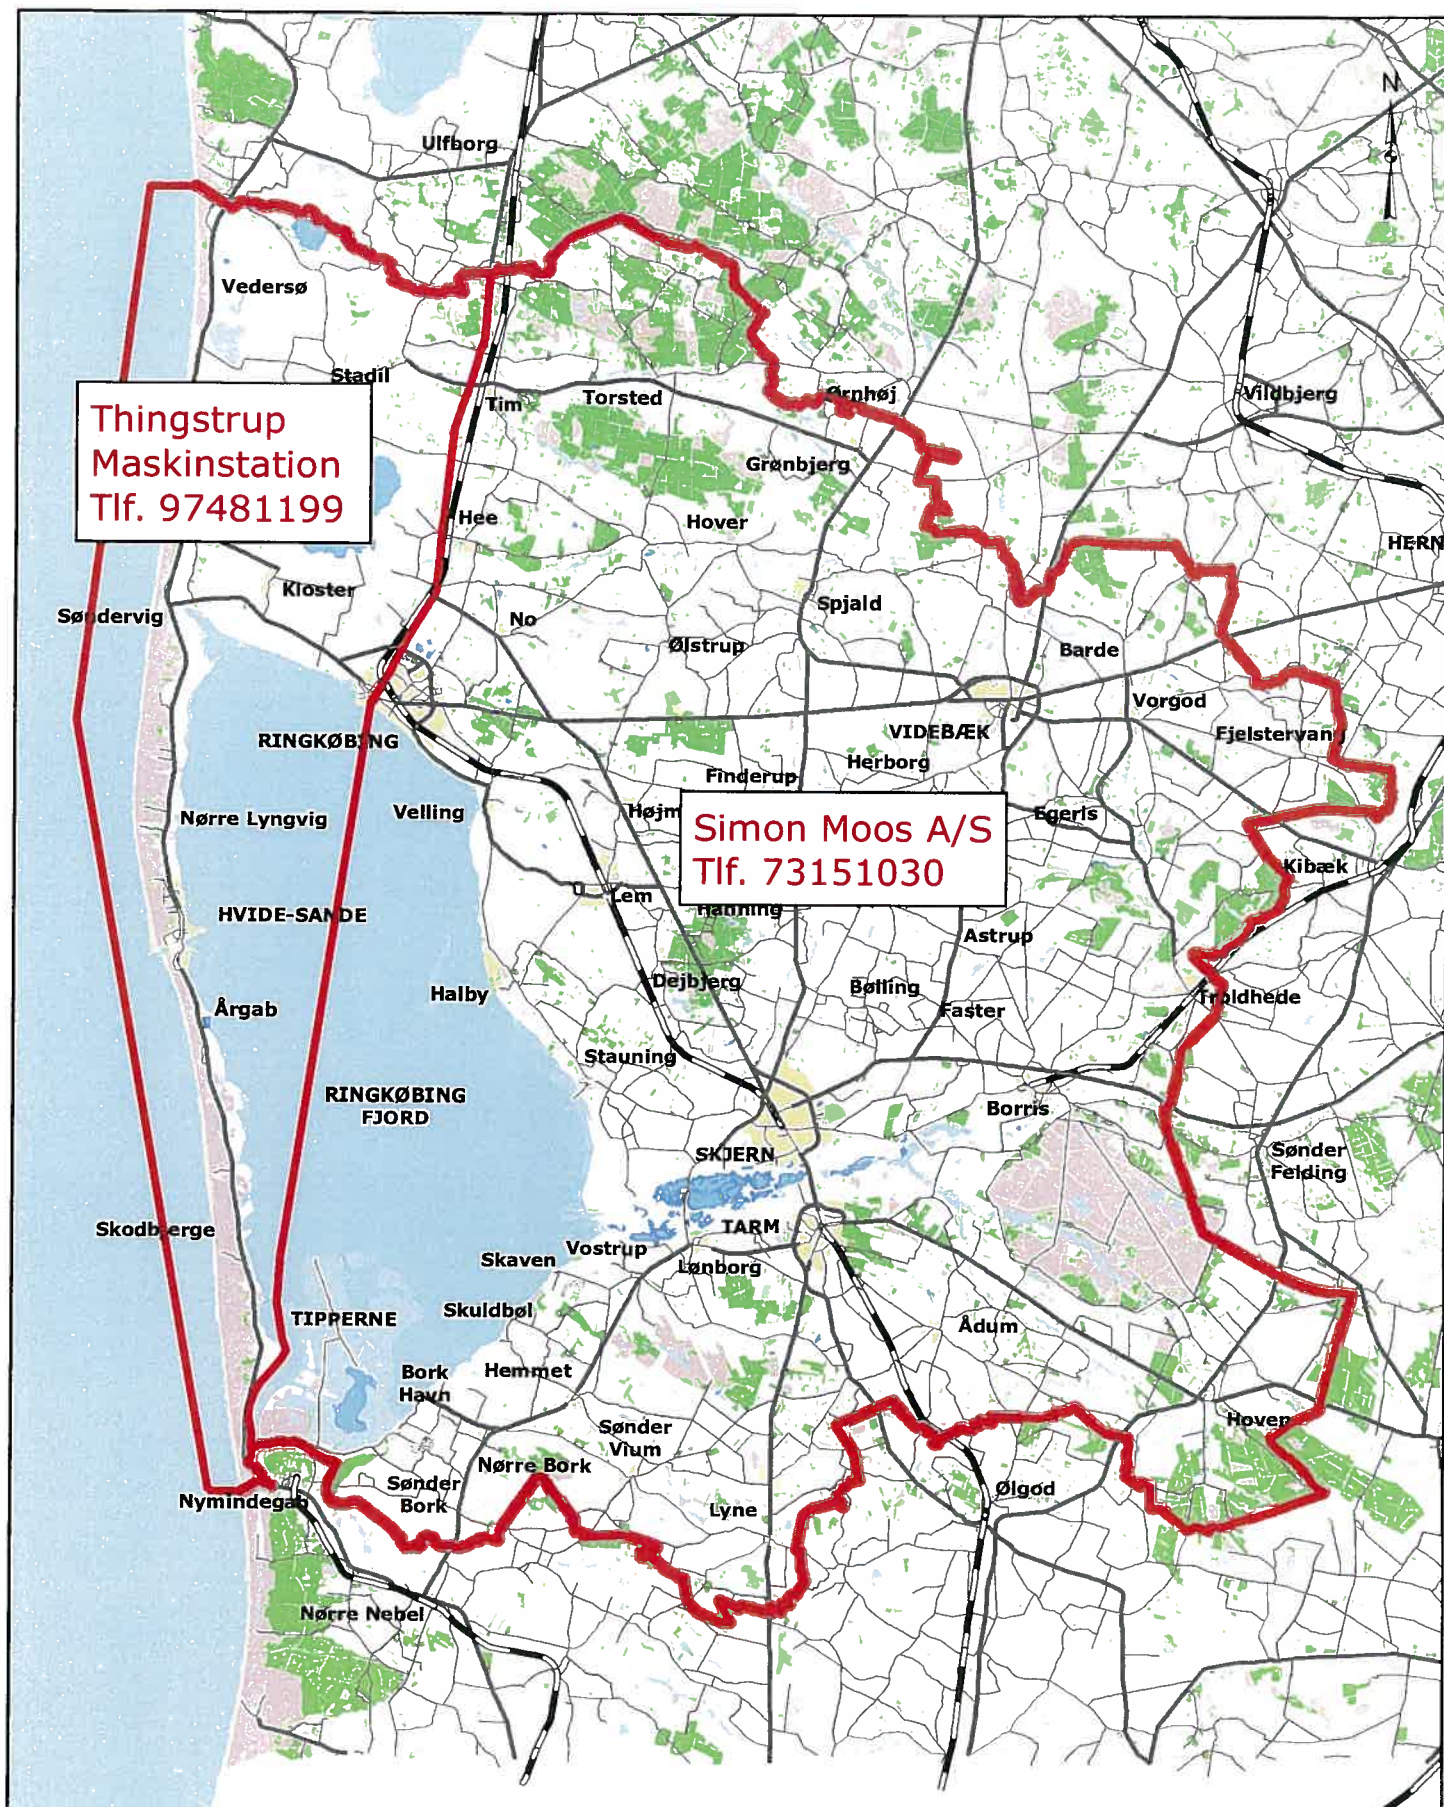 N
Ulfborg
Vedersø
Stadil
Vildbjerg
Ørnhøj
Torsted
Tim
Thingstrup
Maskinstation
Tlf. 97481199
Grønbjerg
Hee
Hover
HERN
Kloster
Søndervig
No
Spjald
Ølstrup
Barde
Vorgod
RINGKØBING
VIDEBÆK
Fjelstervang
Herborg
Finderup
Nørre Lyngvig
Velling
Højm
Egeris
Simon Moos A/S
Tlf. 73151030
Kibæk
Lem
Hanning
HVIDE-SANDE
Astrup
Dejbjerg
Bølling
Halby
Troldhede
Årgab
Faster
Stauning
RINGKØBING
FJORD
Borris
SKJERN
Sønder
Felding
Skodbjerge
TARM
Vostrup
Skaven
Lønborg
Skuldbøl
TIPPERNE
Ådum
Hemmet
Bork
Havn
Hoven
Sønder
Vium
Nørre Bork
Sønder
Bork
Ølgod
Nymindegab
Lyne
Nørre Nebel